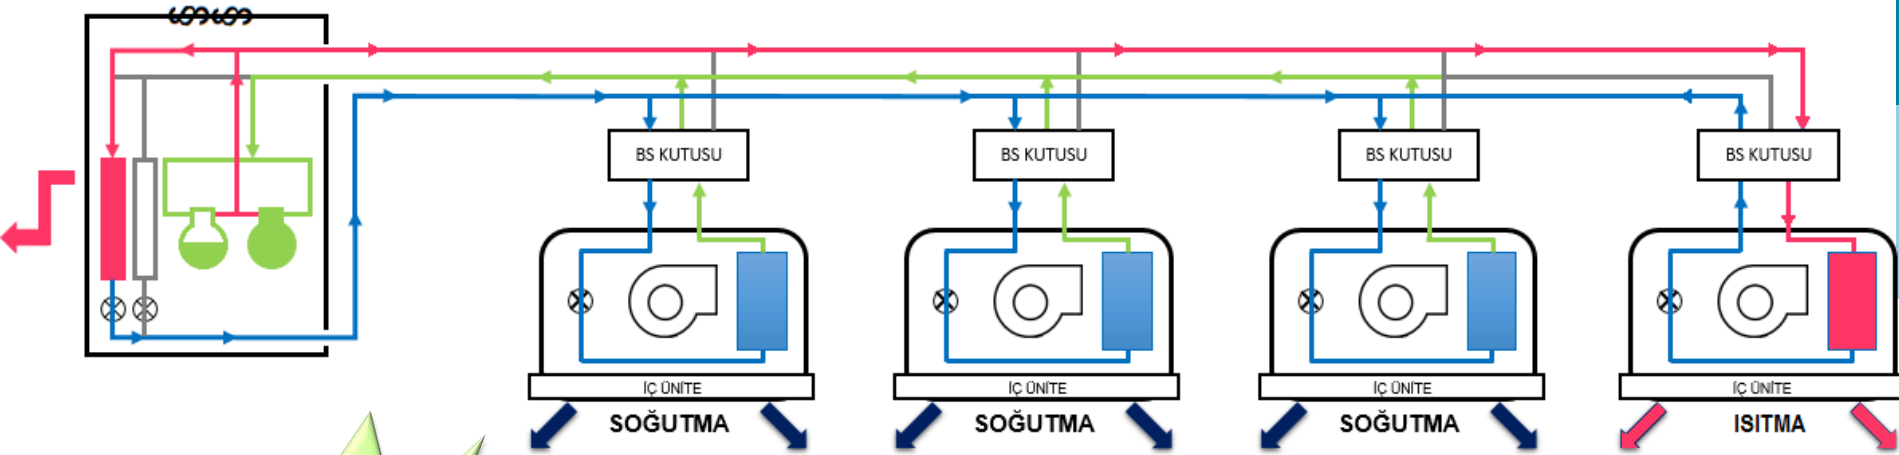 BS KUTUSU
BS KUTUSU
BS KUTUSU
BS KUTUSU
İÇ ÜNİTE
İÇ ÜNİTE
İÇ ÜNİTE
İÇ ÜNİTE
SOĞUTMA
SOĞUTMA
SOĞUTMA
ISITMA